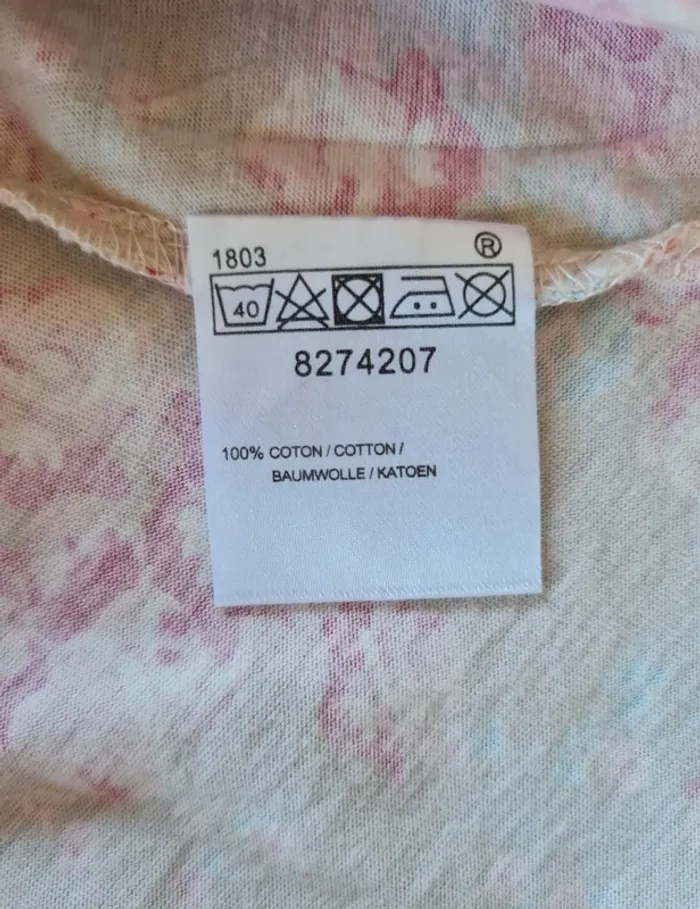 1803 ®
40
8274207
100% COTON / COTTON /
BAUMWOLLE / KATOEN